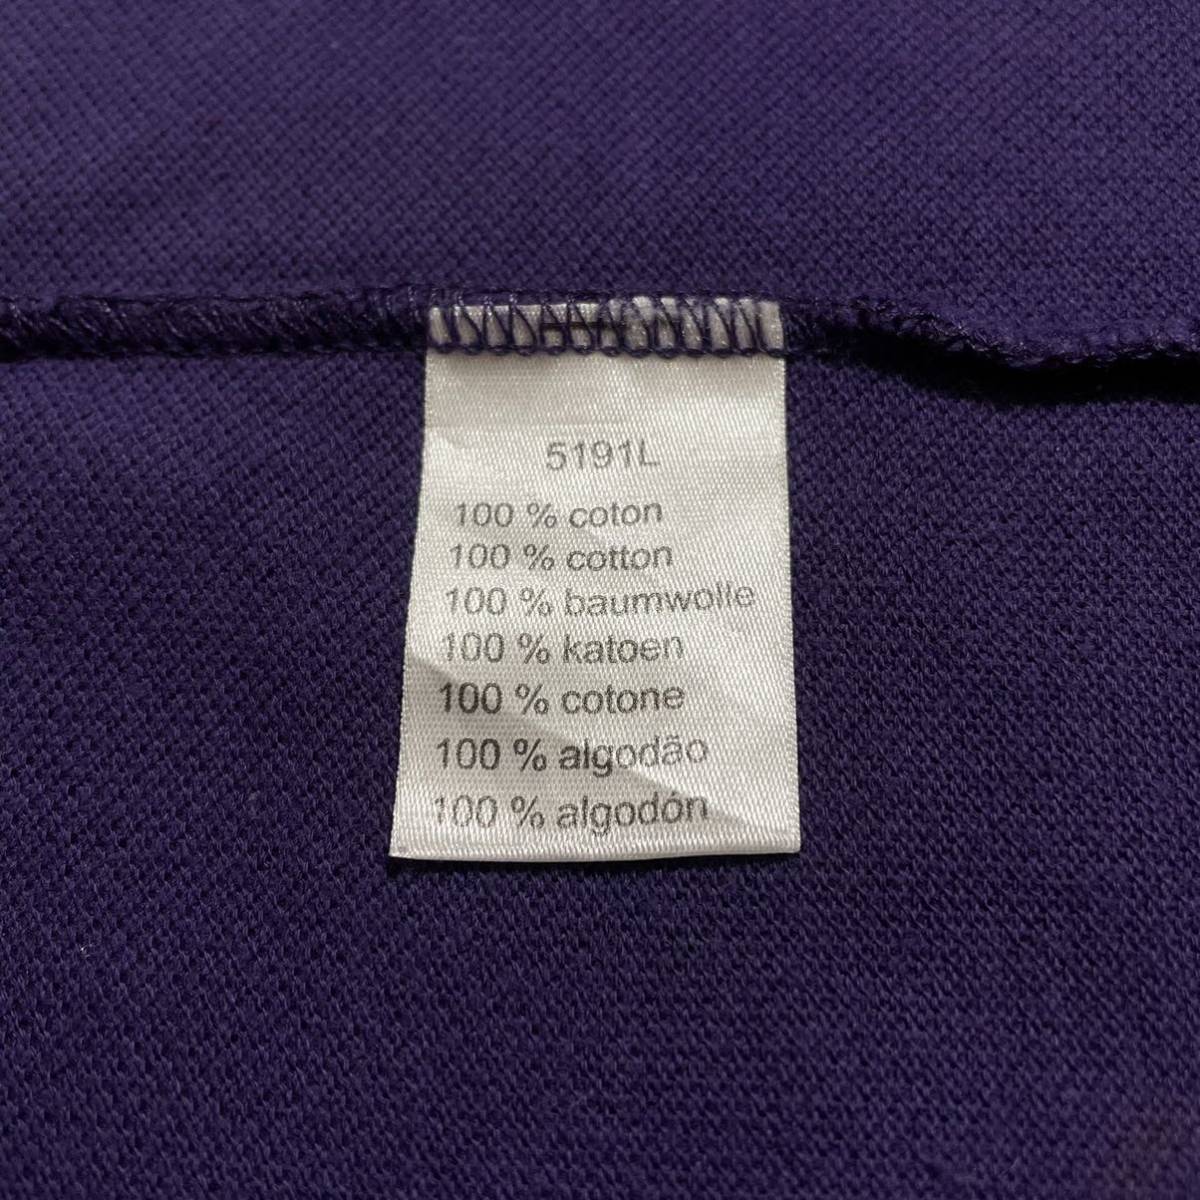 5191L
100 % coton
100 % cotton
100 % baumwolle
100 % katoen
100 % cotone
100 % algodão
100 % algodón